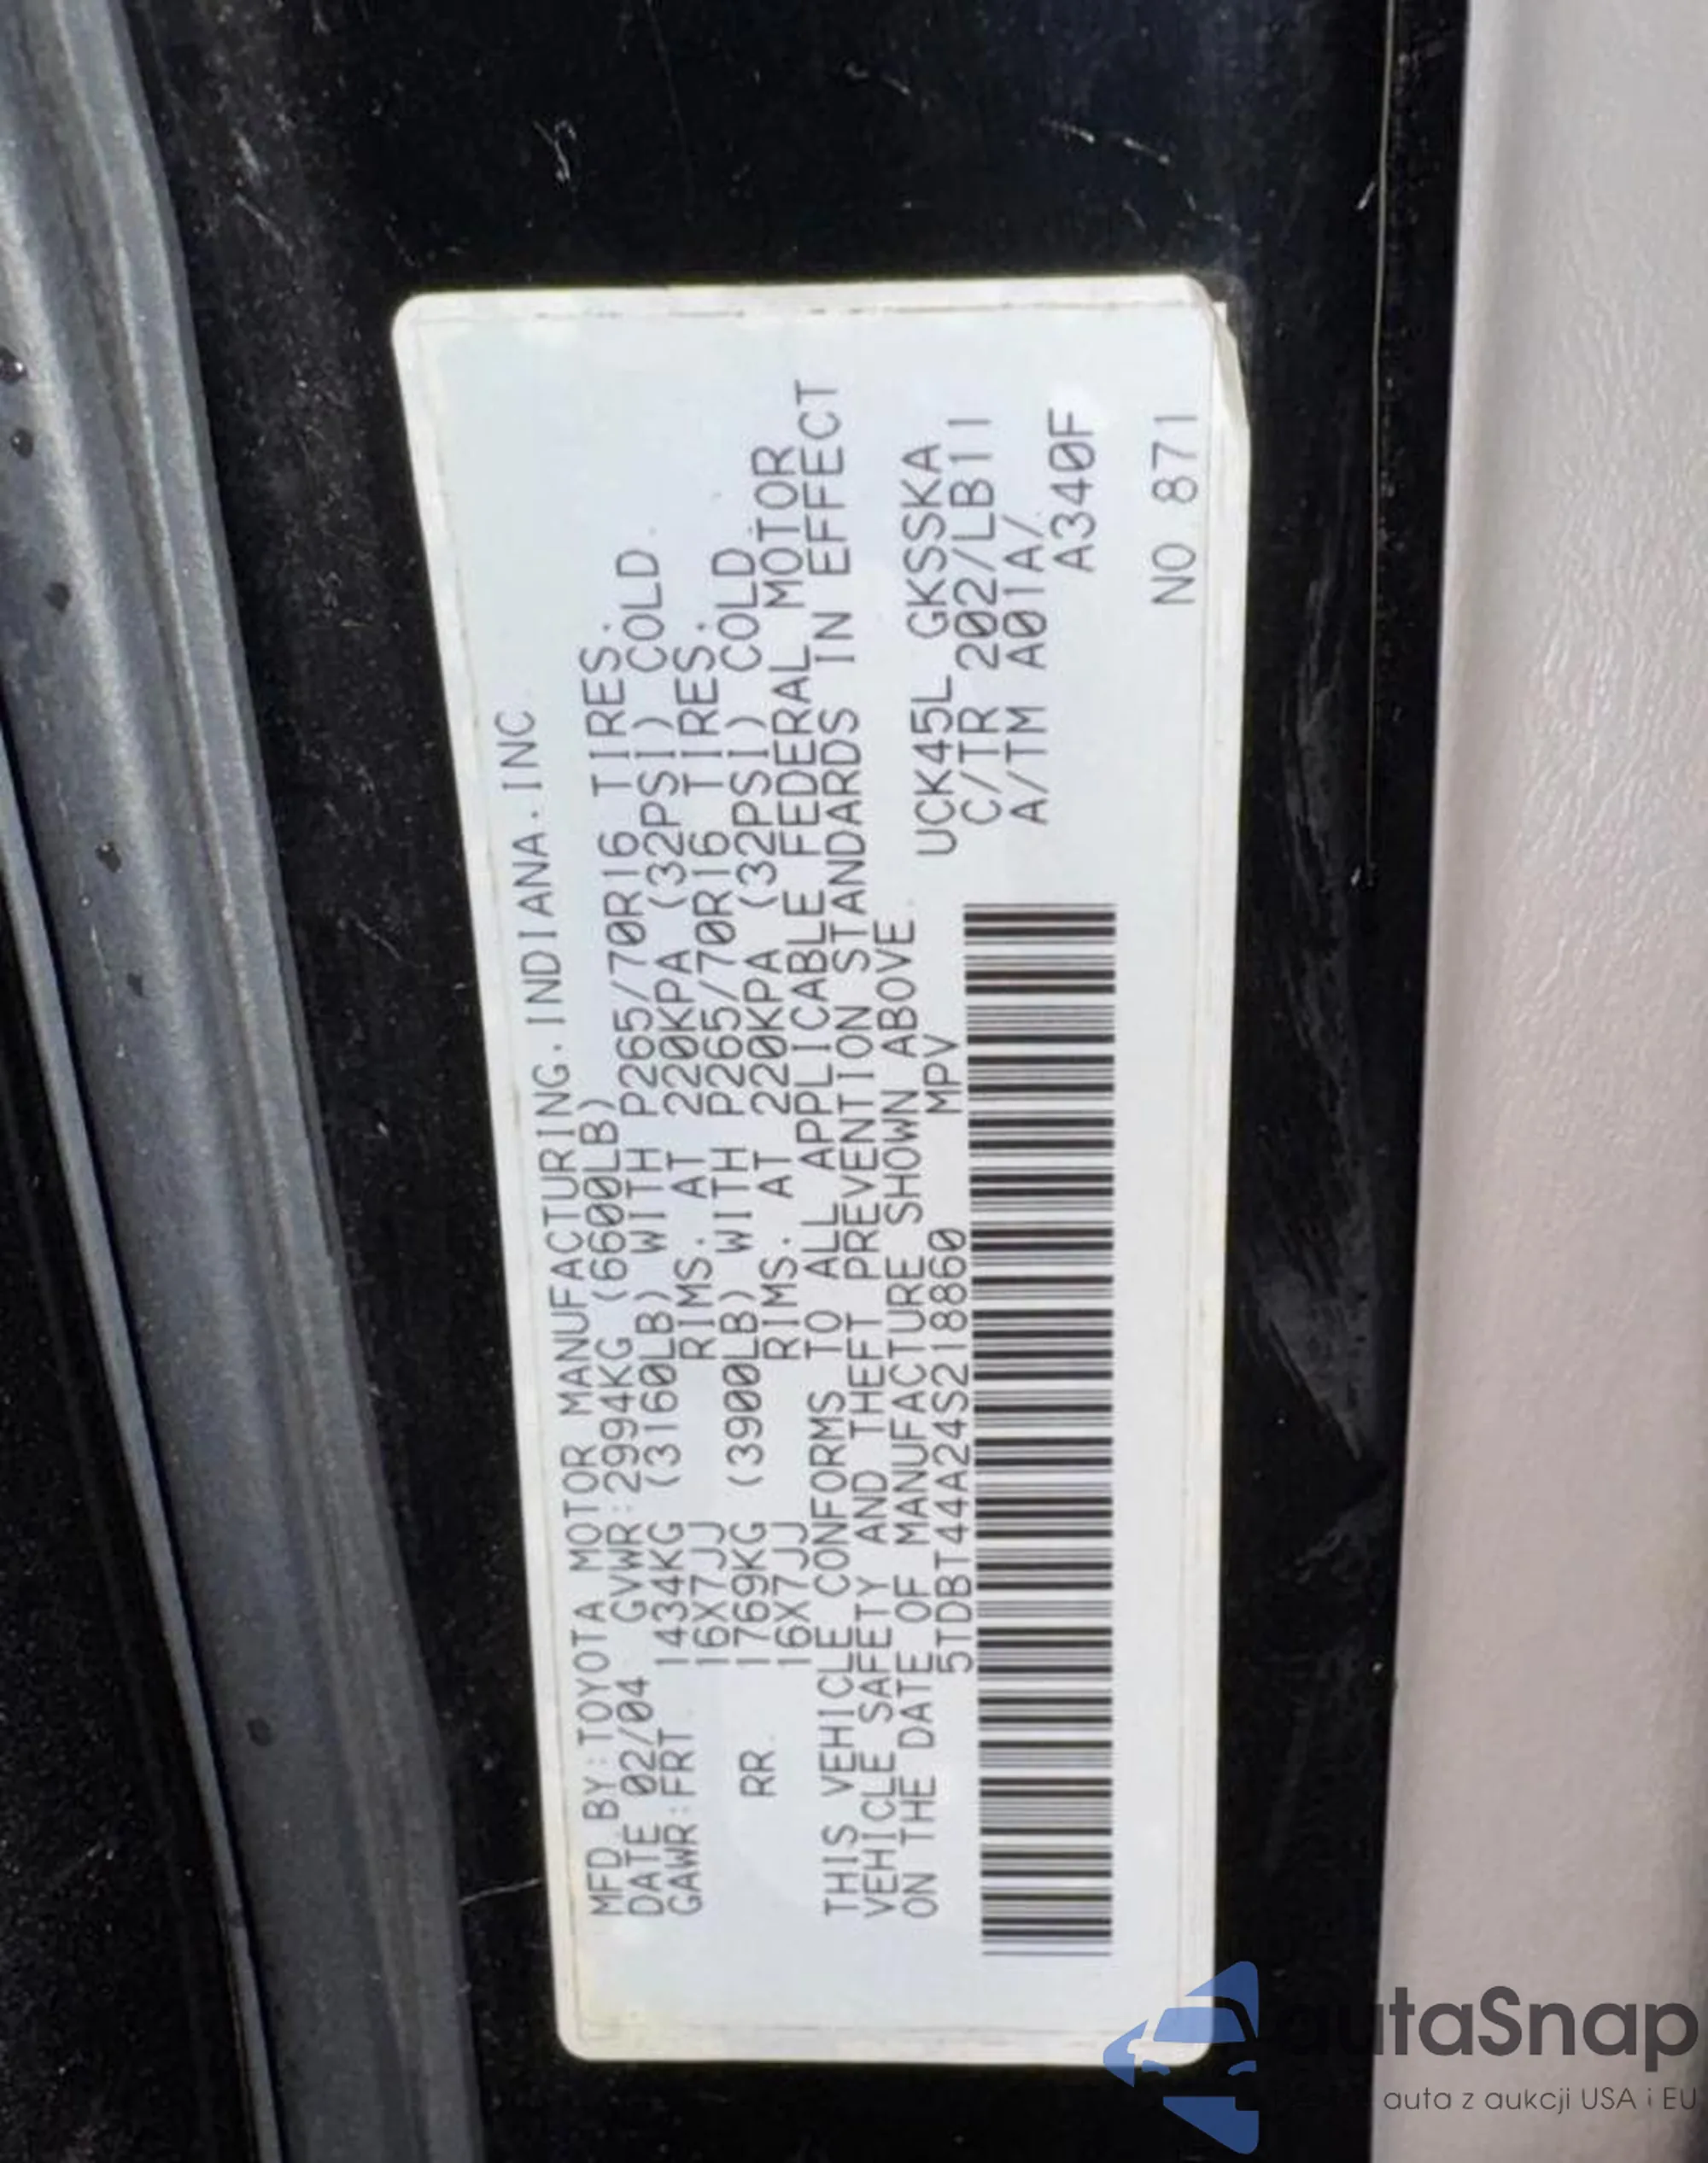 MFD.BY:TOYOTA MOTOR MANUFACTURING.INDIANA.INC.
DATE 02/04 GVWR:2994KG (6600LB)
GAWR:FRT. 1434KG (3160LB) WITH P265/70R16 TIRES.
16X7JJ RIMS. AT 220KPA (32PSI) COLD.
RR. 1769KG (3900LB) WITH P265/70R16 TIRES.
16X7JJ RIMS. AT 220KPA (32PSI) COLD.
THIS VEHICLE CONFORMS TO ALL APPLICABLE FEDERAL MOTOR
VEHICLE SAFETY AND THEFT PREVENTION STANDARDS IN EFFECT
ON THE DATE OF MANUFACTURE SHOWN ABOVE.
5TDBT44A24S218860 MPV
UCK45L GKSSKA
C/TR 202/LB11
A/TM A01A/
A340F
NO 871
autaSnap
auta z aukcji USA i EU